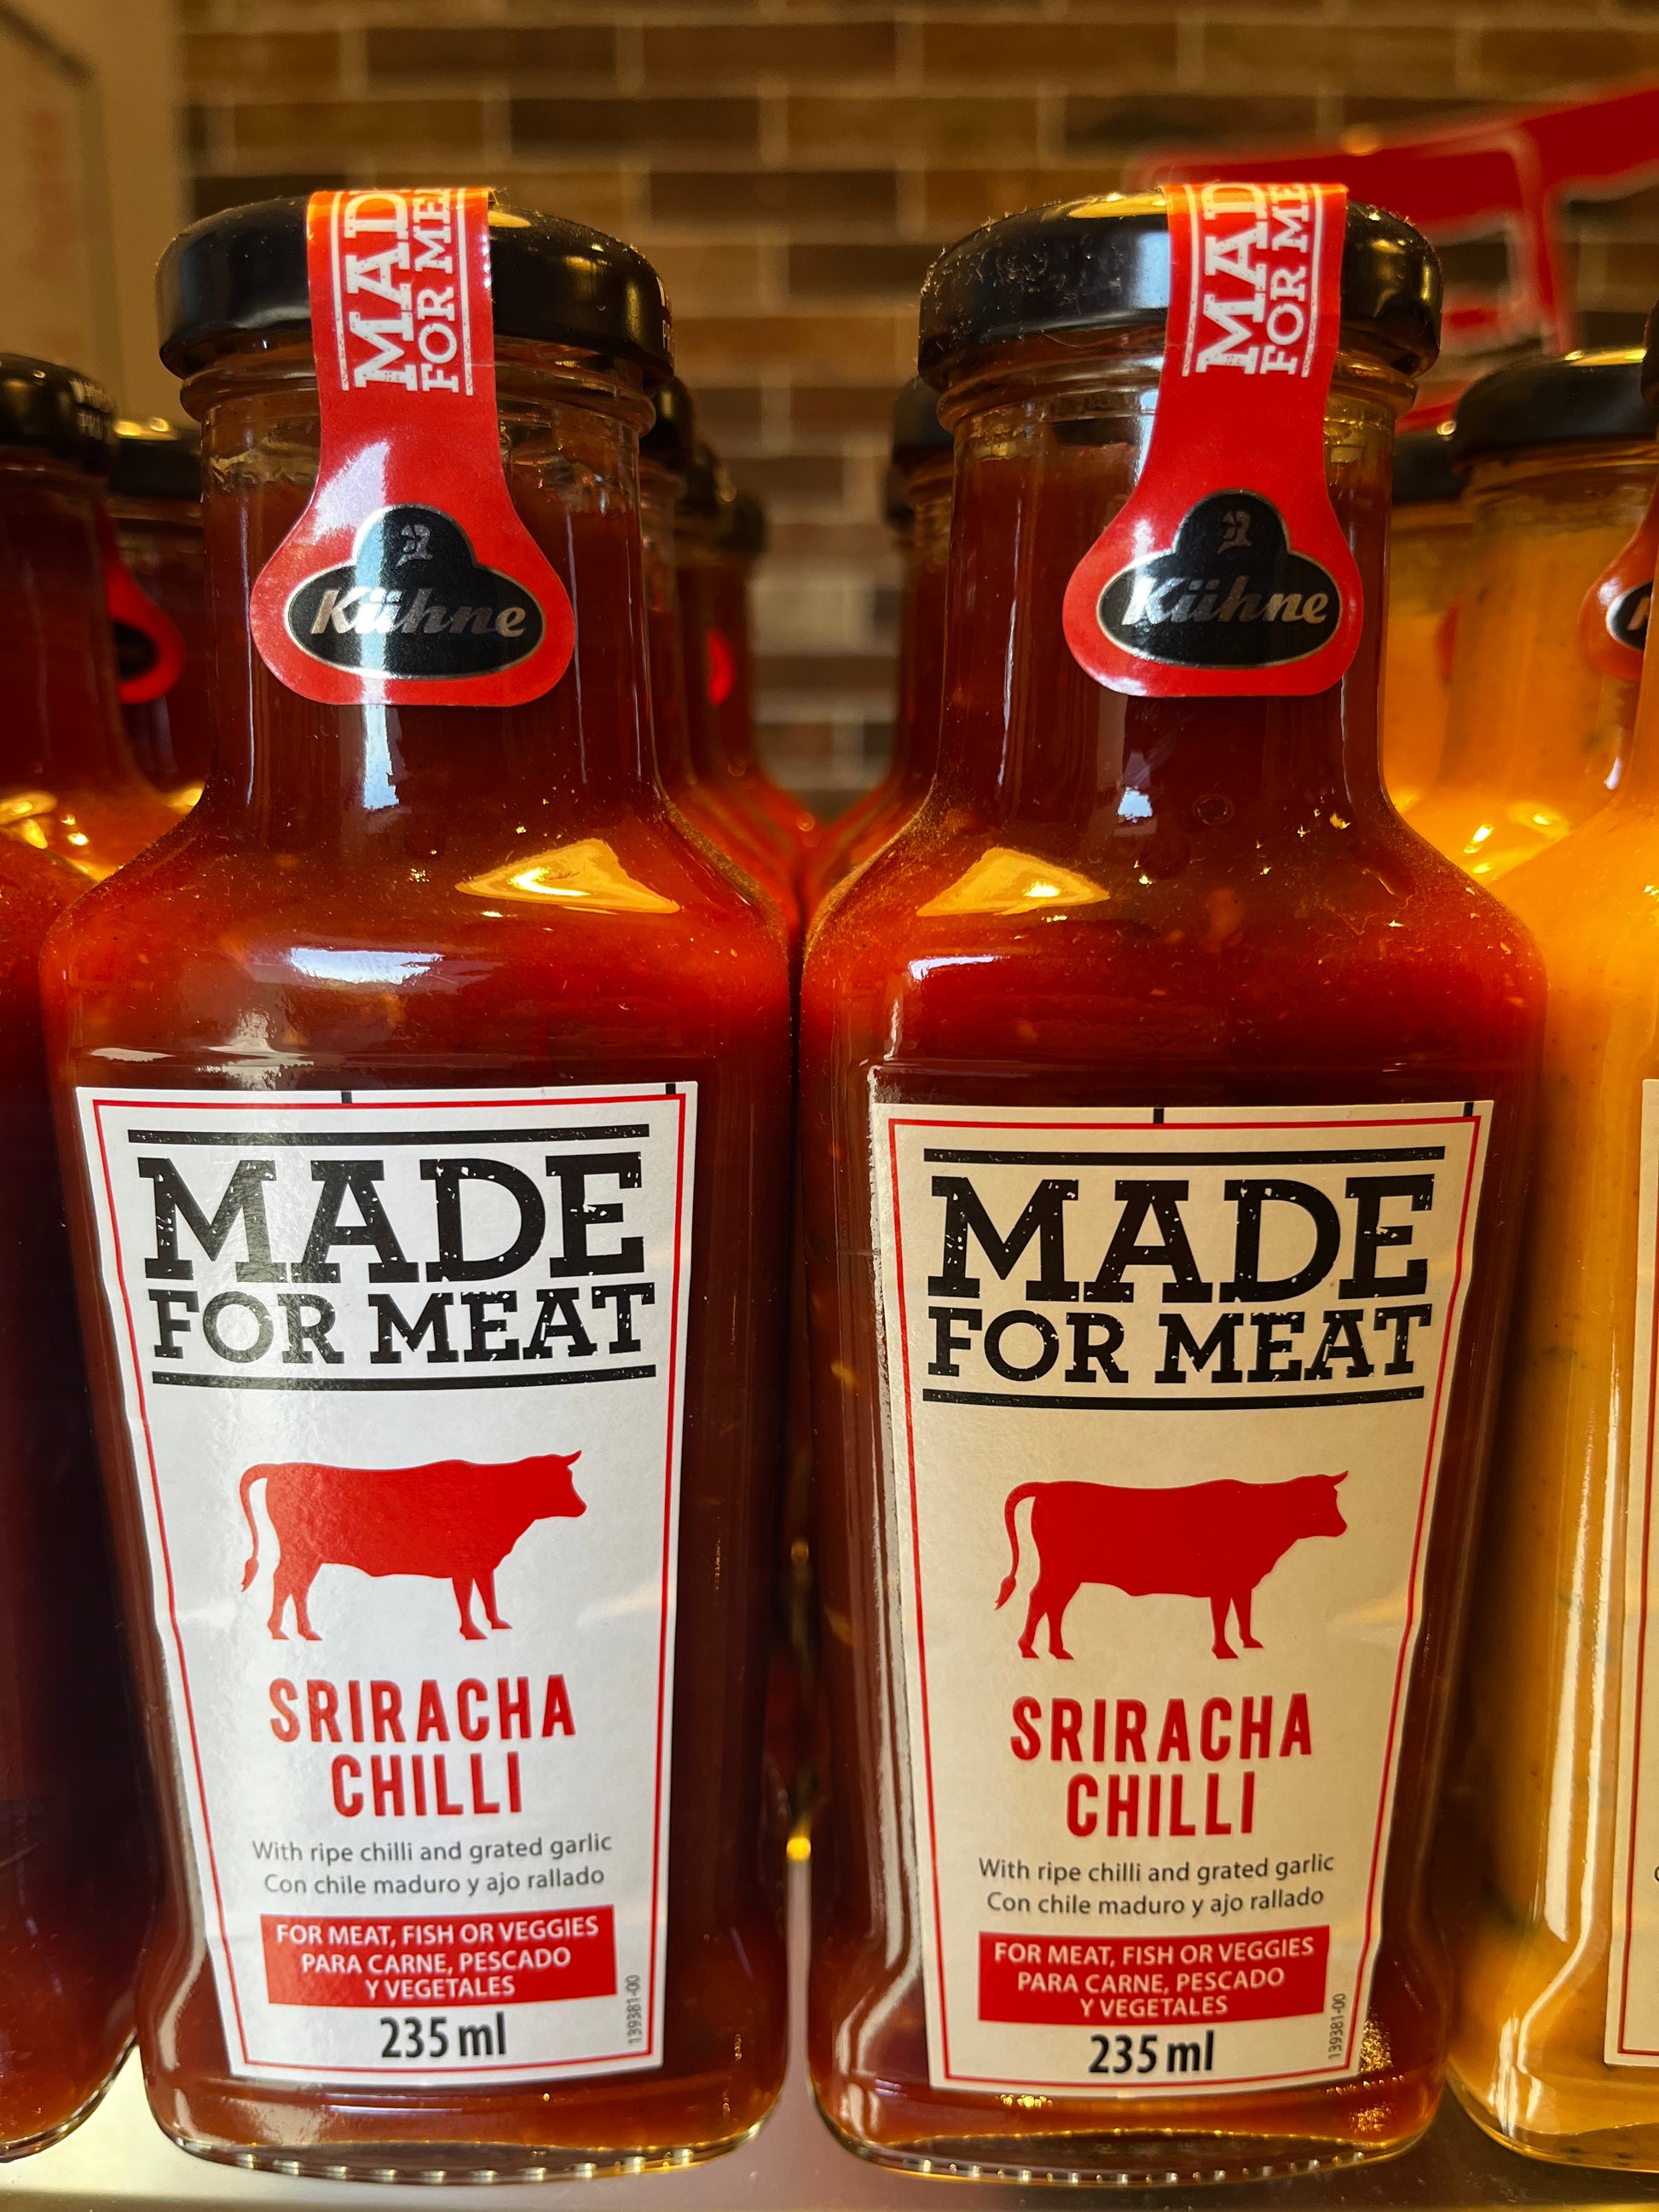 MADE
FOR MEAT
Kühne
MADE
FOR MEAT
SRIRACHA
CHILLI
With ripe chilli and grated garlic
Con chile maduro y ajo rallado
FOR MEAT, FISH OR VEGGIES
PARA CARNE, PESCADO
Y VEGETALES
235 ml
139381-00
MADE
FOR MEAT
Kühne
MADE
FOR MEAT
SRIRACHA
CHILLI
With ripe chilli and grated garlic
Con chile maduro y ajo rallado
FOR MEAT, FISH OR VEGGIES
PARA CARNE, PESCADO
Y VEGETALES
235 ml
139381-00